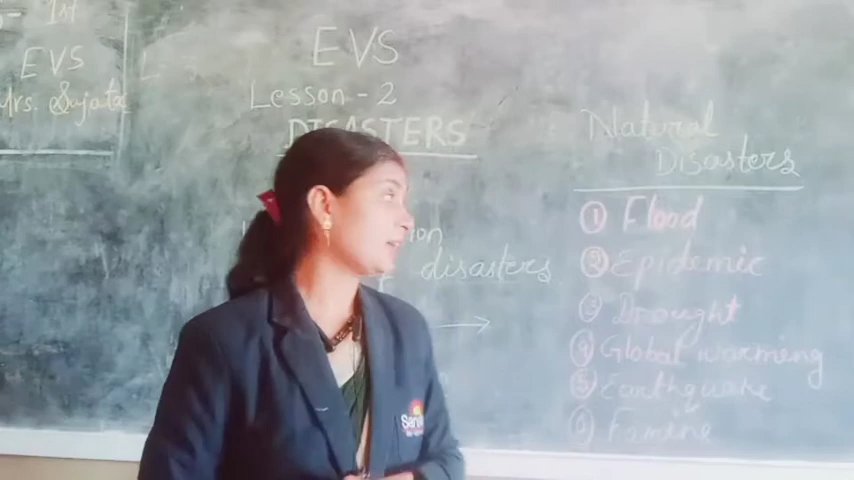 1st
EVS
Mrs. Sujata
EVS
Lesson - 2
DISASTERS
disasters
Natural
Disasters
1 Flood
2 Epidemic
3 Drought
4 Global warming
5 Earthquake
6 Famine